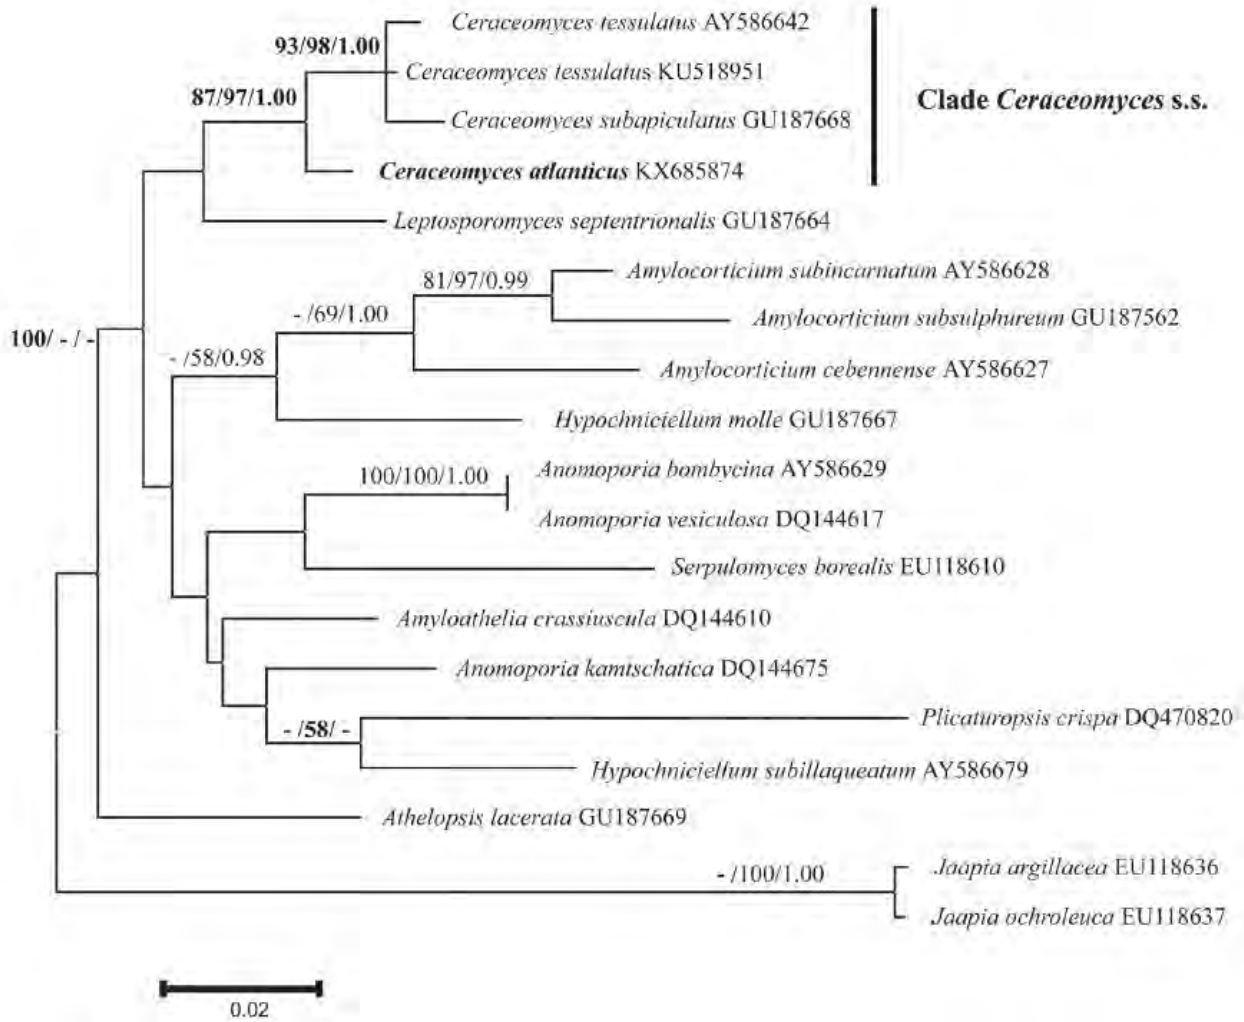 Ceraceomyces tessulatus AY586642
93/98/1.00
Ceraceomyces tessulatus KU518951
87/97/1.00
Clade Ceraceomyces s.s.
Ceraceomyces subapiculatus GU187668
Ceraceomyces atlanticus KX685874
Leptosporomyces septentrionalis GU187664
Amylocorticium subincarnatum AY586628
81/97/0.99
Amylocorticium subsulphureum GU187562
- /69/1.00
100/ - / -
- /58/0.98
Amylocorticium cebennense AY586627
Hypochniciellum molle GU187667
Anomoporia bombycina AY586629
100/100/1.00
Anomoporia vesiculosa DQ144617
Serpulomyces borealis EU118610
Amyloathelia crassiuscula DQ144610
Anomoporia kamtschatica DQ144675
Plicaturopsis crispa DQ470820
- /58/ -
Hypochniciellum subillaqueatum AY586679
Athelopsis lacerata GU187669
Jaapia argillacea EU118636
- /100/1.00
Jaapia ochroleuca EU118637
0.02